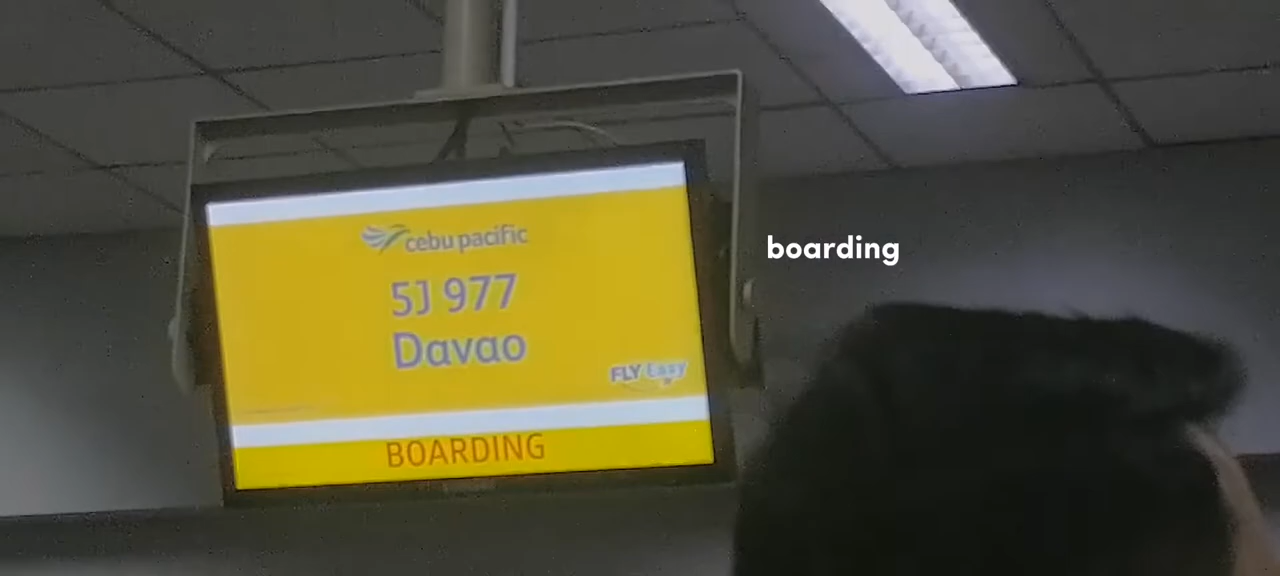 cebu pacific
5J 977
Davao
FLY Easy
BOARDING
boarding